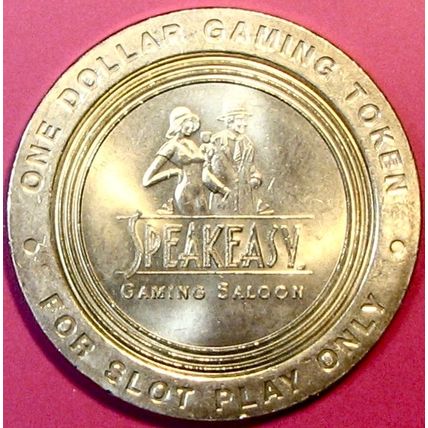 ONE DOLLAR GAMING TOKEN
SPEAKEASY
GAMING SALOON
FOR SLOT PLAY ONLY